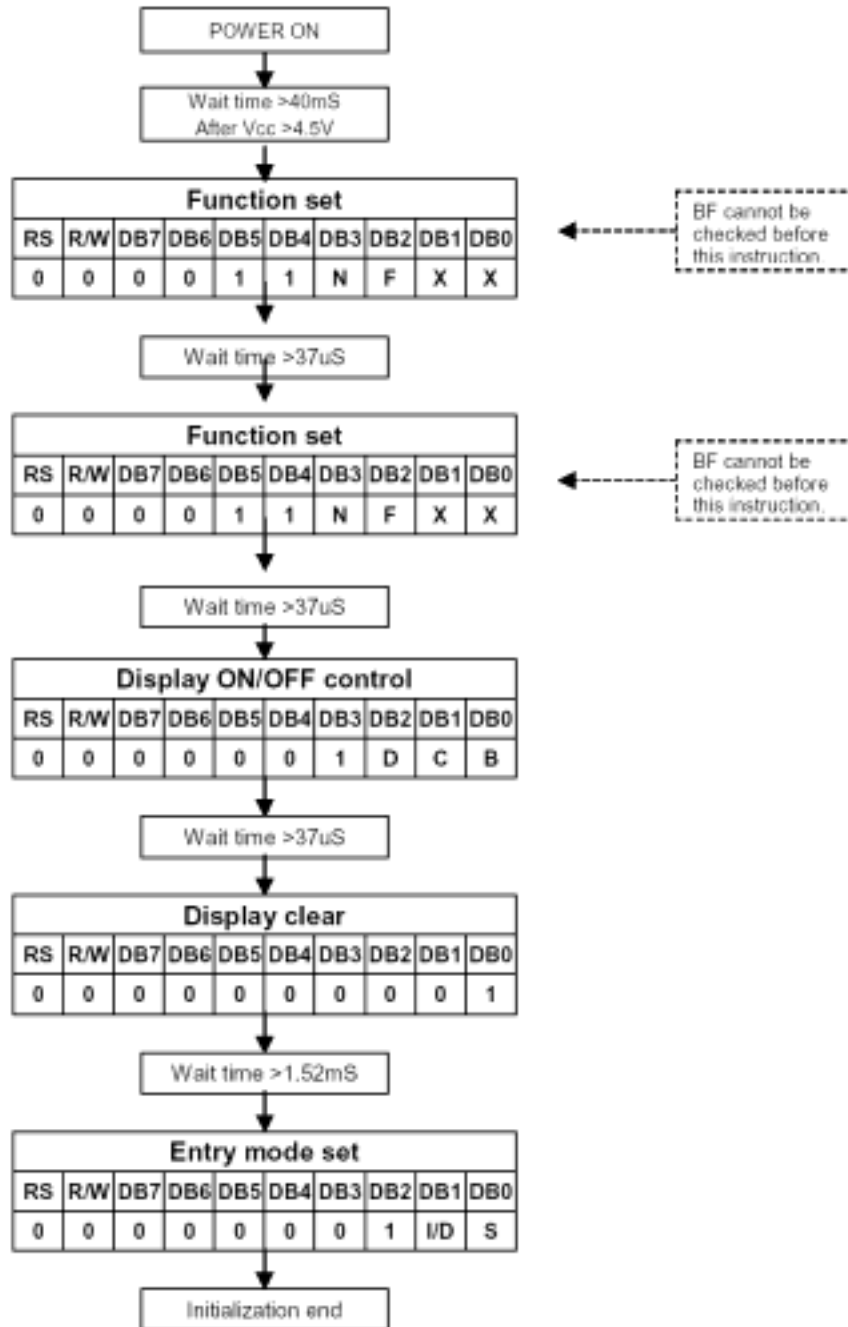 POWER ON
Wait time >40mS
After Vcc >4.5V
Function set
RS R/W DB7 DB6 DB5 DB4 DB3 DB2 DB1 DB0
0 0 0 0 1 1 N F X X
BF cannot be
checked before
this instruction.
Wait time >37uS
Function set
RS R/W DB7 DB6 DB5 DB4 DB3 DB2 DB1 DB0
0 0 0 0 1 1 N F X X
BF cannot be
checked before
this instruction.
Wait time >37uS
Display ON/OFF control
RS R/W DB7 DB6 DB5 DB4 DB3 DB2 DB1 DB0
0 0 0 0 0 0 1 D C B
Wait time >37uS
Display clear
RS R/W DB7 DB6 DB5 DB4 DB3 DB2 DB1 DB0
0 0 0 0 0 0 0 0 0 1
Wait time >1.52mS
Entry mode set
RS R/W DB7 DB6 DB5 DB4 DB3 DB2 DB1 DB0
0 0 0 0 0 0 0 1 I/D S
Initialization end